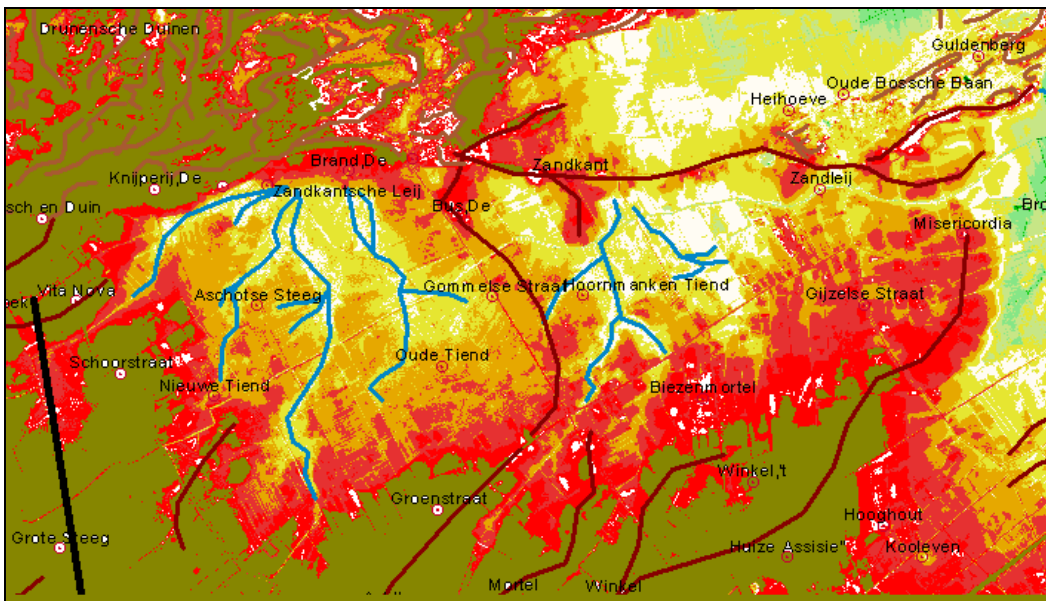 Drunensche Duinen
Guldenberg
Oude Bossche Baan
Heihoeve
Brand,De
Zandkant
Knijperij,De
Zandkantsche Leij
Zandleij
sch en Duin
Bus,De
Bro
Misericordia
Vita Nova
Aschotse Steeg
Gommelse Straat
Hoornmanken Tiend
Gijzelse Straat
Schoorstraat
Oude Tiend
Nieuwe Tiend
Biezenmortel
Winkel,'t
Groenstraat
Hooghout
Grote Steeg
Huize Assisie"
Kooleven
Mortel
Winkel